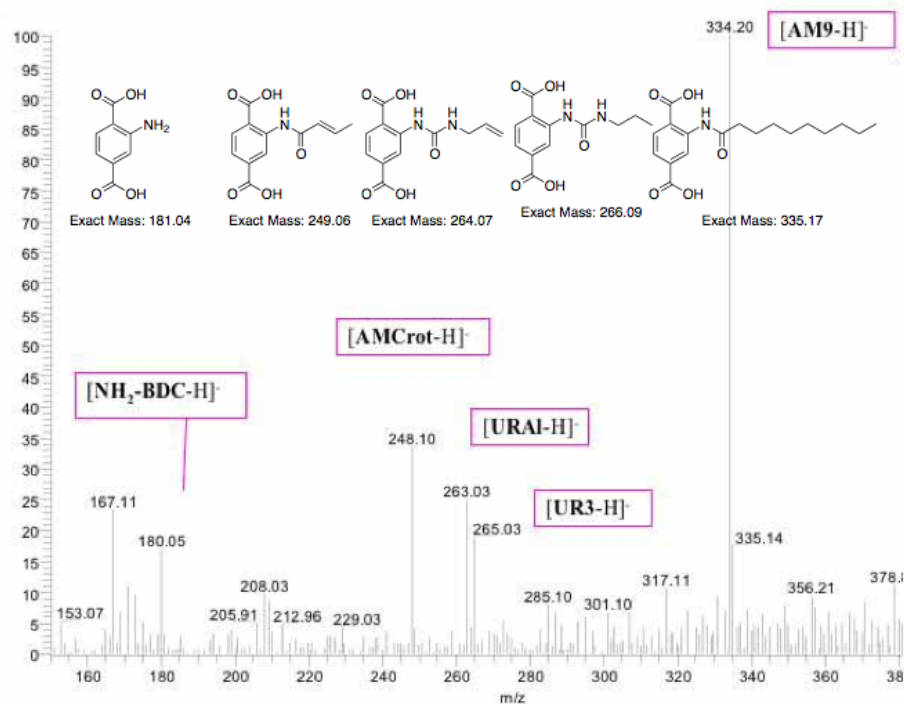 334.20
[AM9-H]-
100
95
90
85
80
75
70
65
60
55
50
45
40
35
30
25
20
15
10
5
0
O OH
NH2
O OH
Exact Mass: 181.04
O OH
H
N
O
O OH
Exact Mass: 249.06
O OH
H H
N N
O
O OH
Exact Mass: 264.07
O OH
H H
N N
O
O OH
Exact Mass: 266.09
O OH
H
N
O
O OH
Exact Mass: 335.17
[AMCrot-H]-
[NH2-BDC-H]-
[URAl-H]-
[UR3-H]-
248.10
263.03
265.03
167.11
180.05
153.07
205.91
208.03
212.96
229.03
285.10
301.10
317.11
335.14
356.21
378.8
160 180 200 220 240 260 280 300 320 340 360 380
m/z